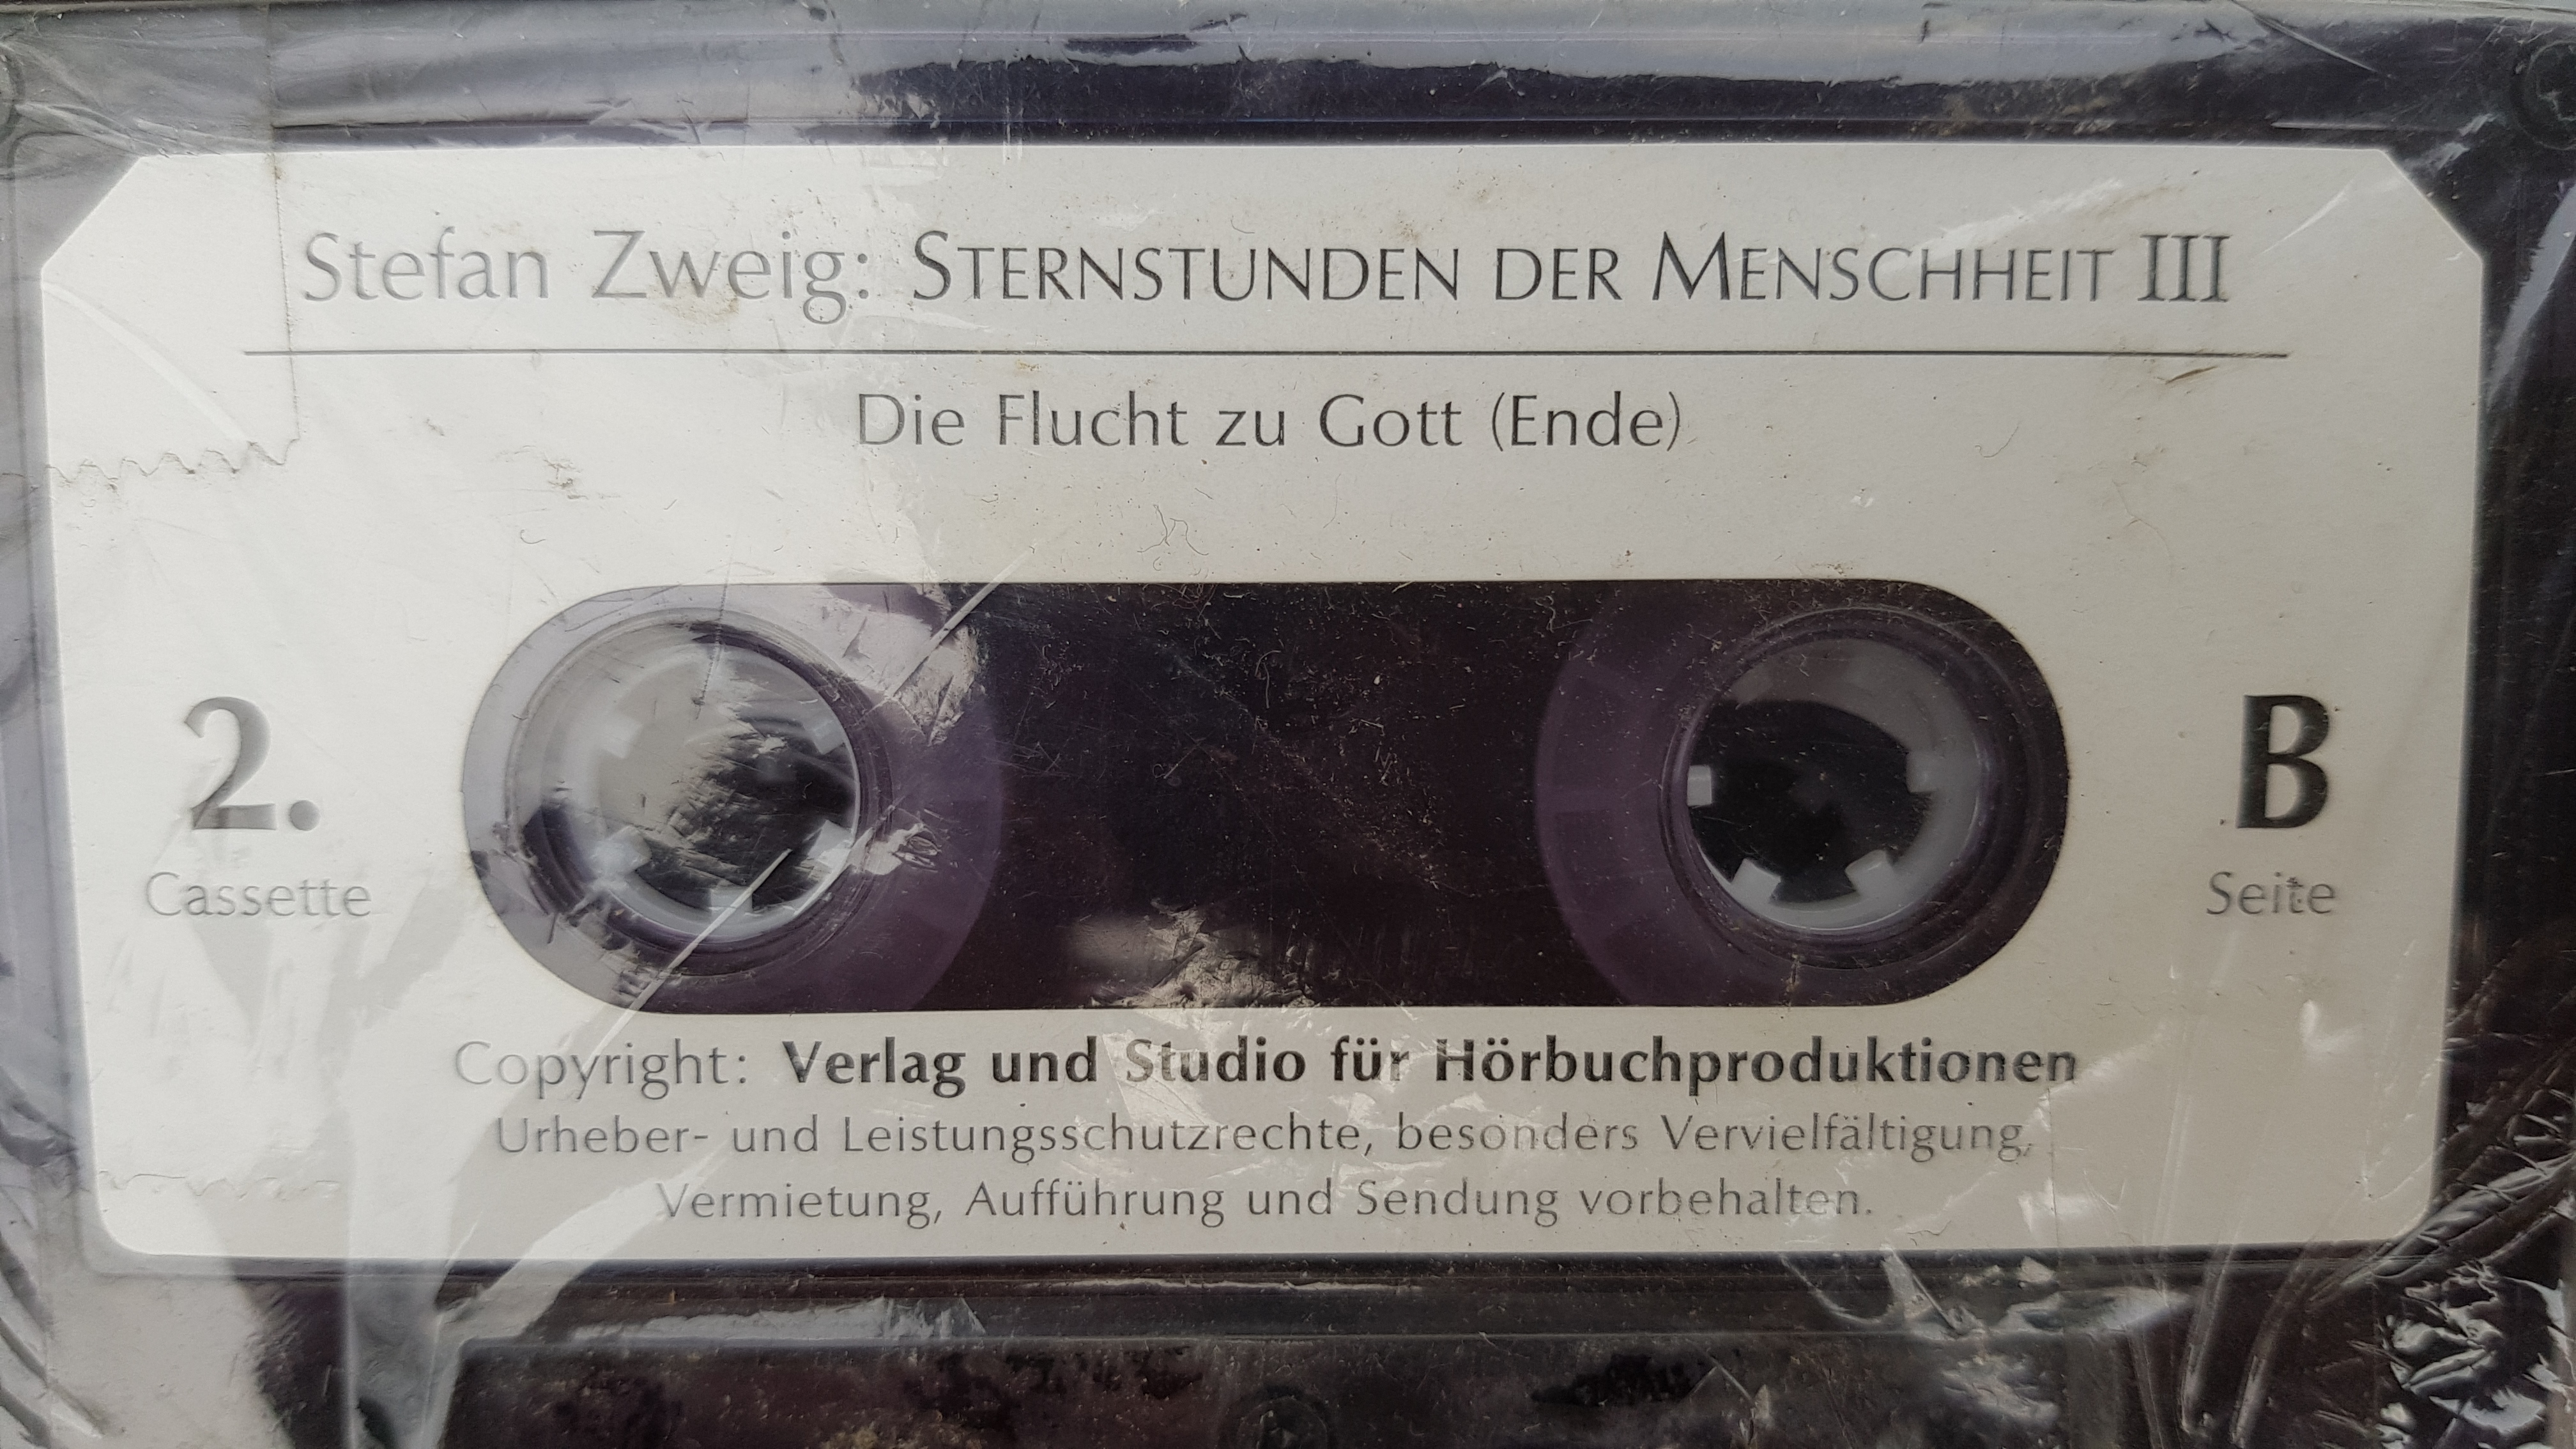 Stefan Zweig: STERNSTUNDEN DER MENSCHHEIT III
Die Flucht zu Gott (Ende)
2.
Cassette
B
Seite
Copyright: Verlag und Studio für Hörbuchproduktionen
Urheber- und Leistungsschutzrechte, besonders Vervielfältigung,
Vermietung, Aufführung und Sendung vorbehalten.